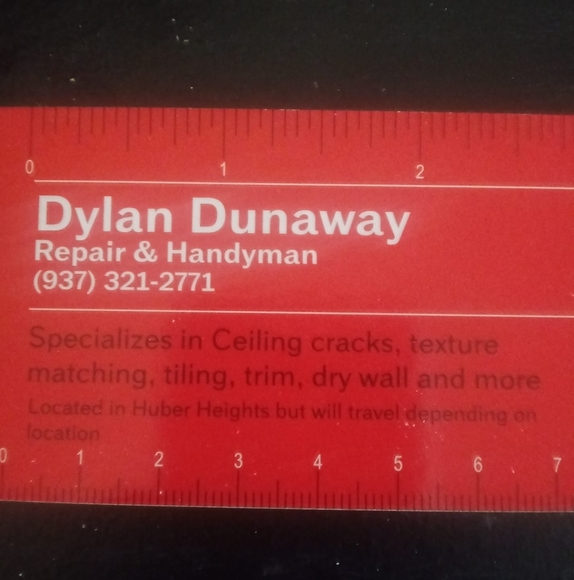 0 1 2
Dylan Dunaway
Repair & Handyman
(937) 321-2771
Specializes in Ceiling cracks, texture
matching, tiling, trim, dry wall and more
Located in Huber Heights but will travel depending on
location
0 1 2 3 4 5 6 7